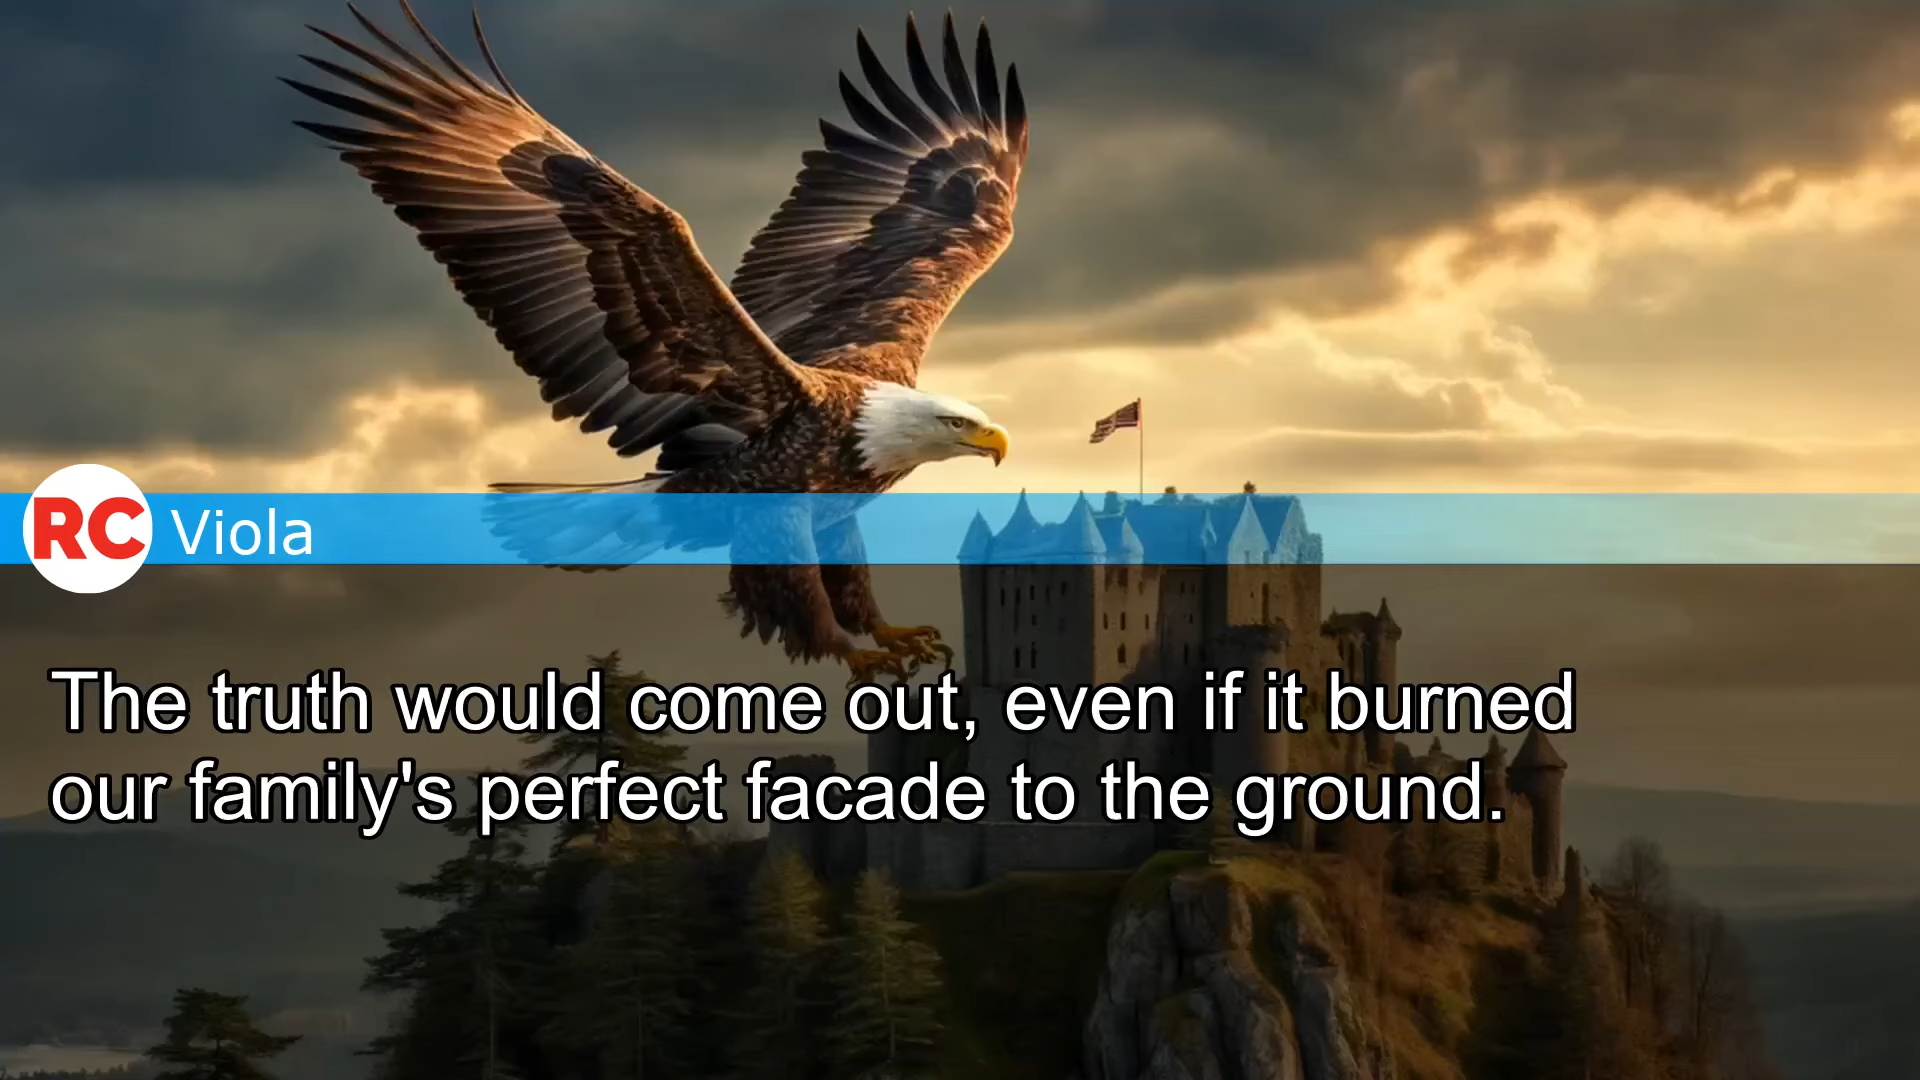 RC Viola
The truth would come out, even if it burned
our family's perfect facade to the ground.